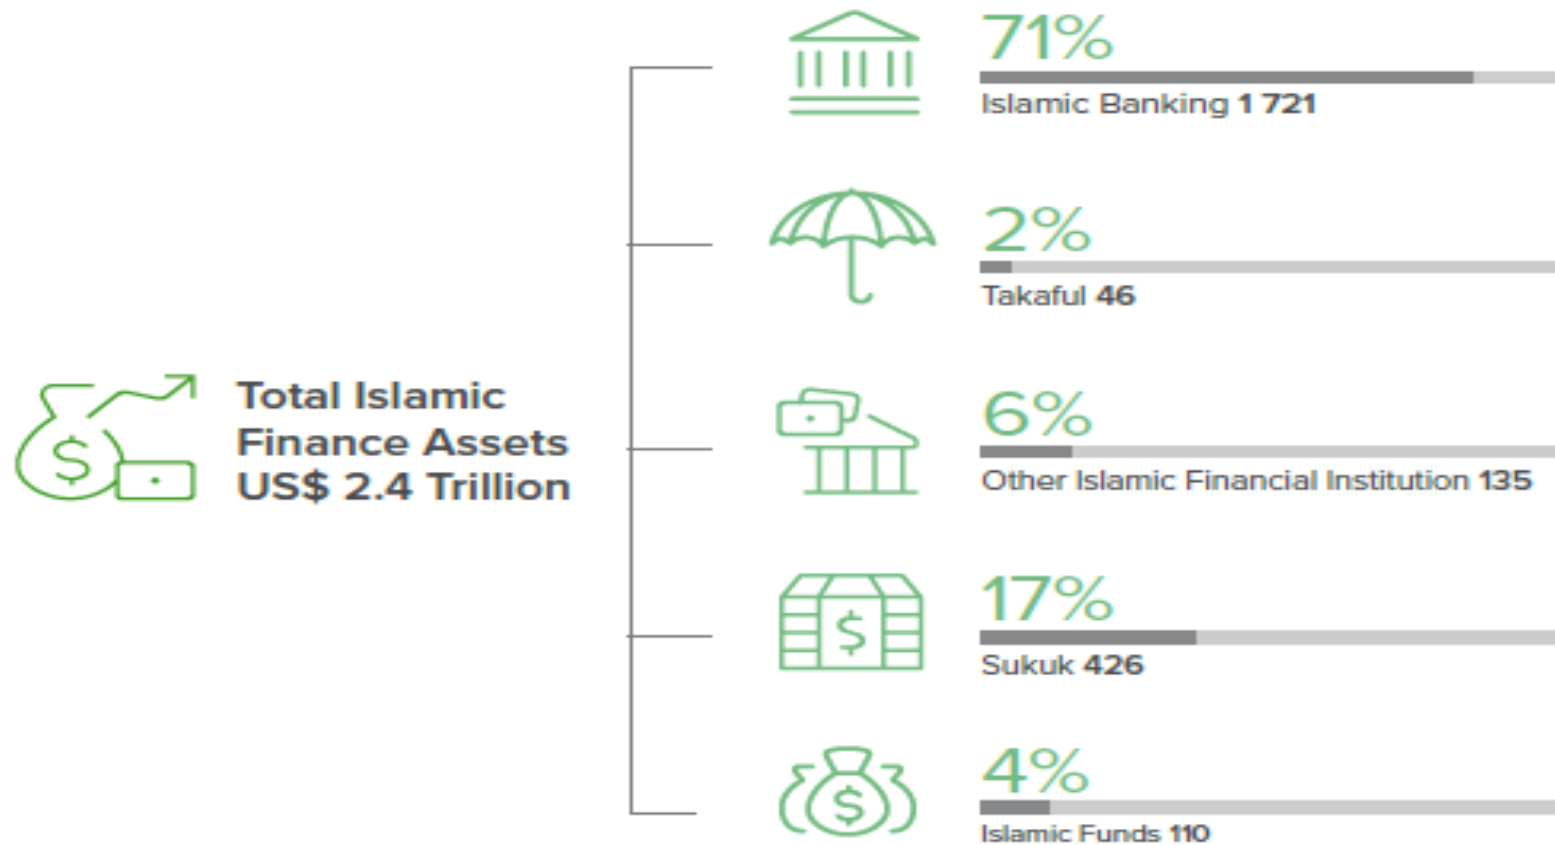 Total Islamic
Finance Assets
US$ 2.4 Trillion
71%
Islamic Banking 1 721
2%
Takaful 46
6%
Other Islamic Financial Institution 135
17%
Sukuk 426
4%
Islamic Funds 110